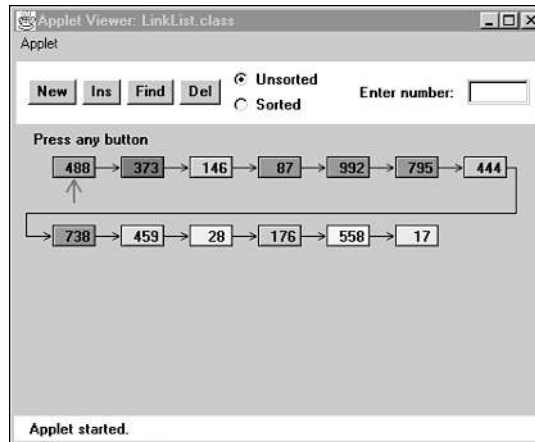 Applet Viewer: LinkList.class
Applet
New Ins Find Del Unsorted Enter number:
Sorted
Press any button
488 373 146 87 992 795 444
738 459 28 176 558 17
Applet started.